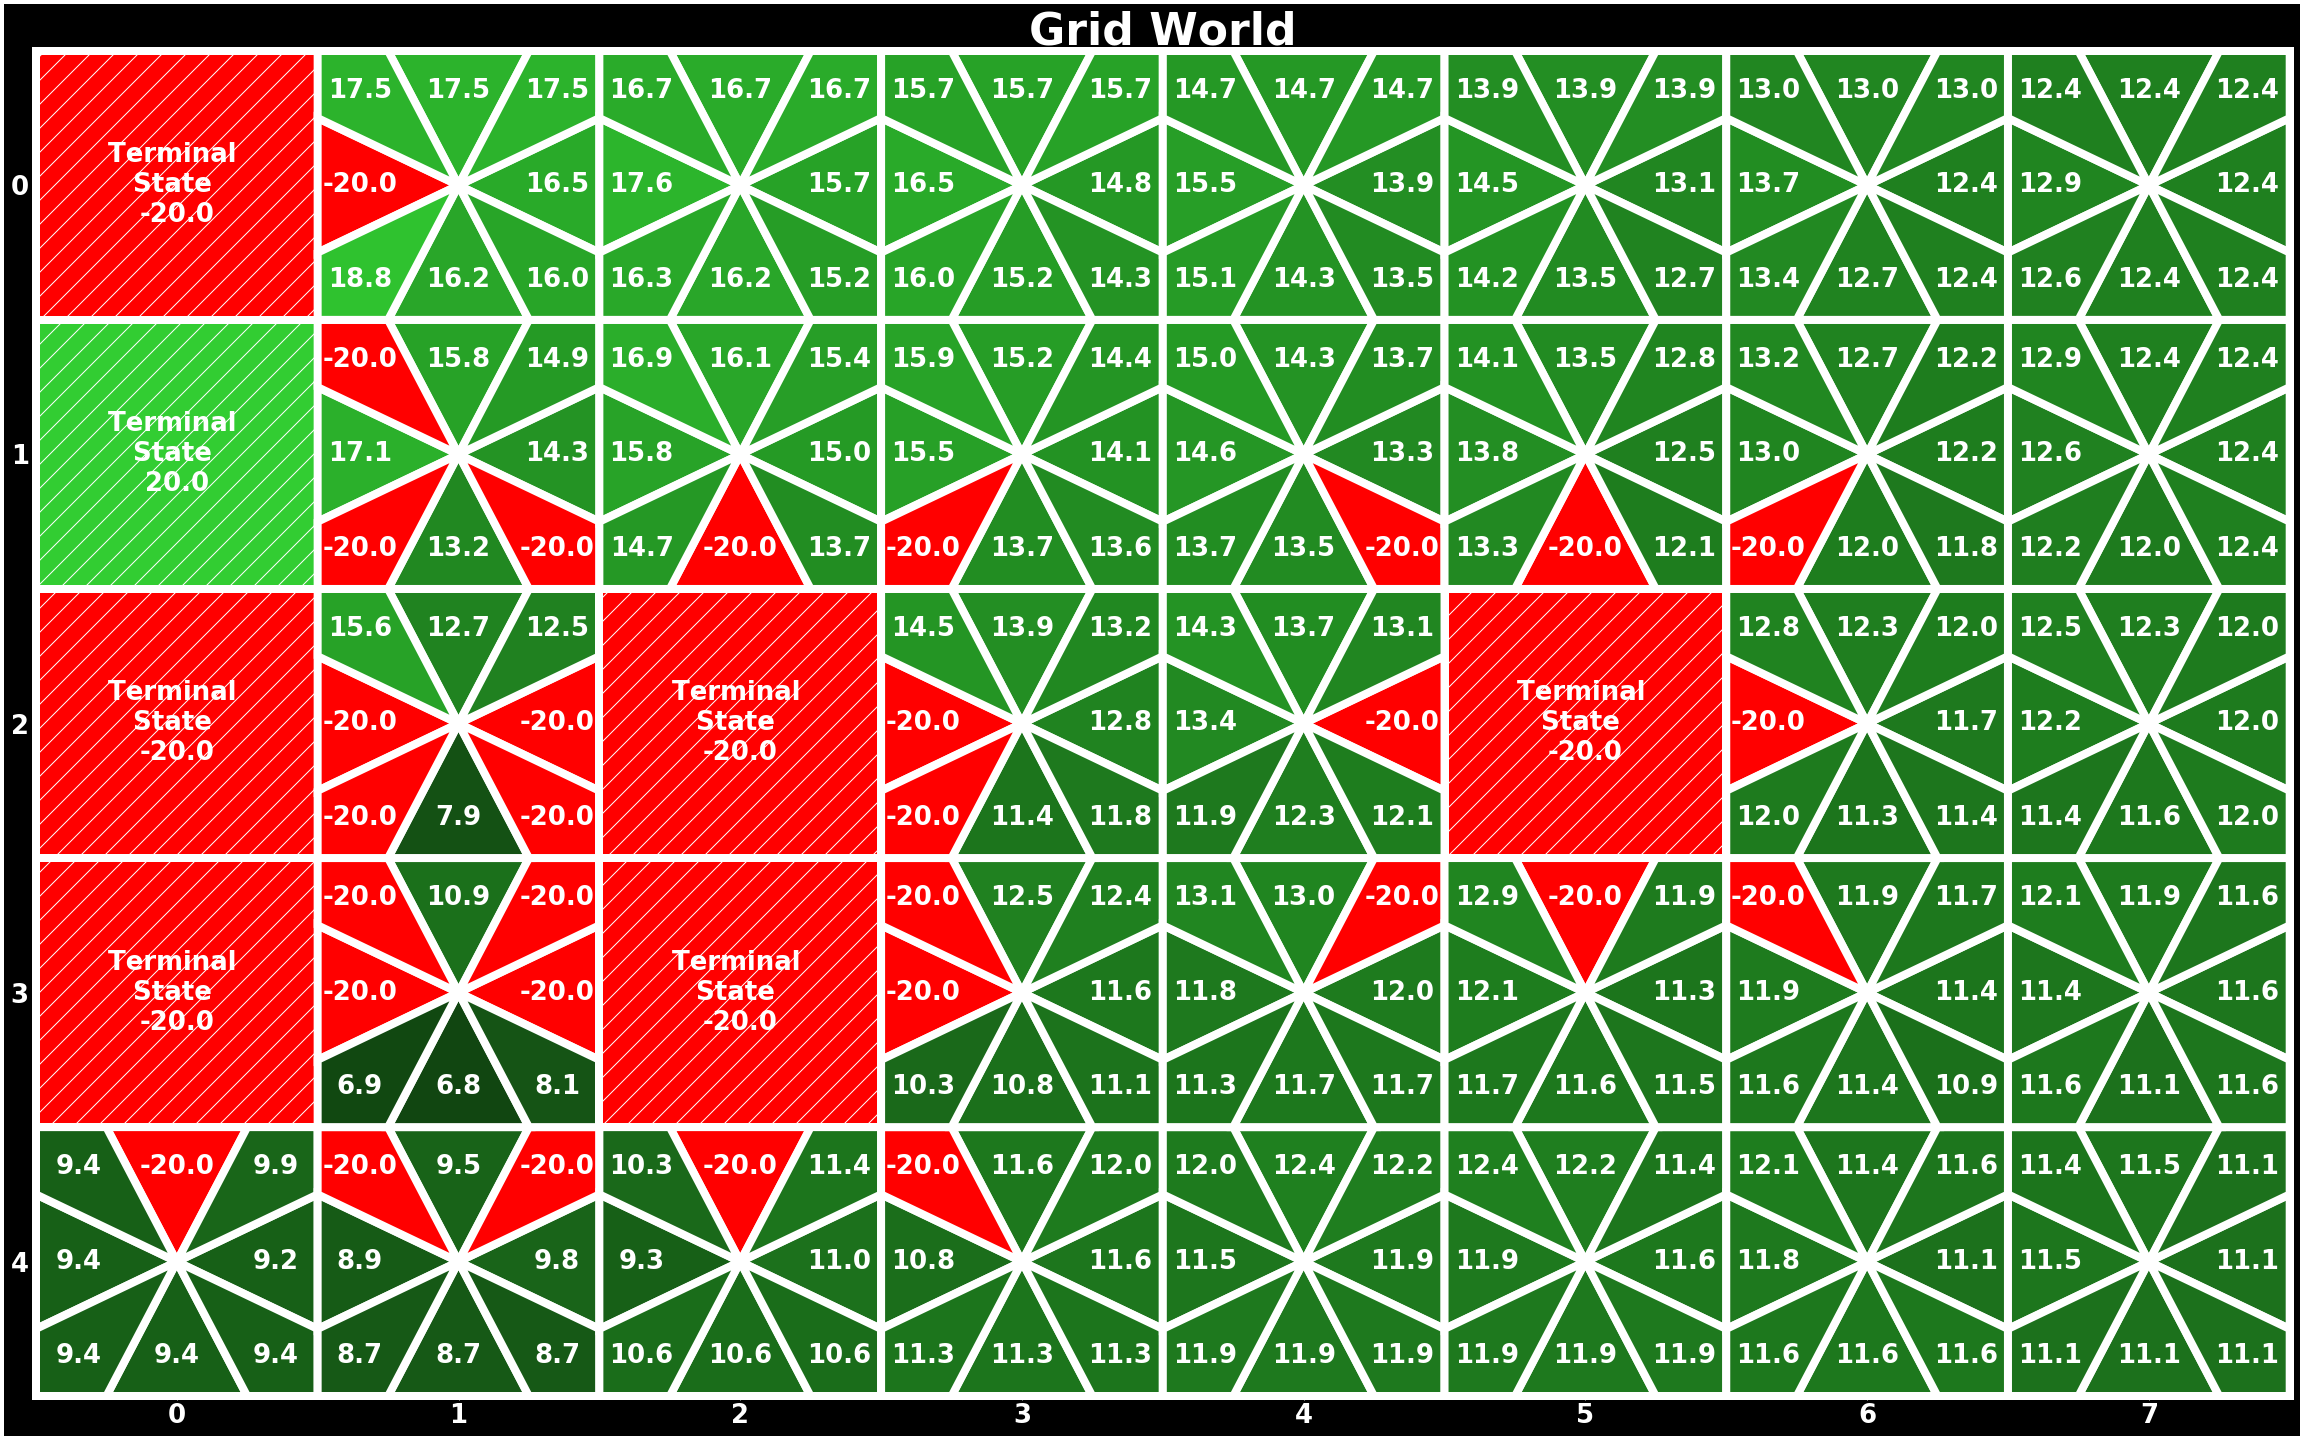 Grid World
17.5 17.5 17.5 16.7 16.7 16.7 15.7 15.7 15.7 14.7 14.7 14.7 13.9 13.9 13.9 13.0 13.0 13.0 12.4 12.4 12.4
Terminal
0 State -20.0 16.5 17.6 15.7 16.5 14.8 15.5 13.9 14.5 13.1 13.7 12.4 12.9 12.4
-20.0
18.8 16.2 16.0 16.3 16.2 15.2 16.0 15.2 14.3 15.1 14.3 13.5 14.2 13.5 12.7 13.4 12.7 12.4 12.6 12.4 12.4
-20.0 15.8 14.9 16.9 16.1 15.4 15.9 15.2 14.4 15.0 14.3 13.7 14.1 13.5 12.8 13.2 12.7 12.2 12.9 12.4 12.4
Terminal
1 State 17.1 14.3 15.8 15.0 15.5 14.1 14.6 13.3 13.8 12.5 13.0 12.2 12.6 12.4
20.0
-20.0 13.2 -20.0 14.7 -20.0 13.7 -20.0 13.7 13.6 13.7 13.5 -20.0 13.3 -20.0 12.1 -20.0 12.0 11.8 12.2 12.0 12.4
15.6 12.7 12.5 14.5 13.9 13.2 14.3 13.7 13.1 12.8 12.3 12.0 12.5 12.3 12.0
Terminal Terminal Terminal
2 State -20.0 -20.0 State -20.0 12.8 13.4 -20.0 State -20.0 11.7 12.2 12.0
-20.0 -20.0 -20.0
-20.0 7.9 -20.0 -20.0 11.4 11.8 11.9 12.3 12.1 12.0 11.3 11.4 11.4 11.6 12.0
-20.0 10.9 -20.0 -20.0 12.5 12.4 13.1 13.0 -20.0 12.9 -20.0 11.9 -20.0 11.9 11.7 12.1 11.9 11.6
Terminal Terminal
3 State -20.0 -20.0 State -20.0 11.6 11.8 12.0 12.1 11.3 11.9 11.4 11.4 11.6
-20.0 -20.0
6.9 6.8 8.1 10.3 10.8 11.1 11.3 11.7 11.7 11.7 11.6 11.5 11.6 11.4 10.9 11.6 11.1 11.6
9.4 -20.0 9.9 -20.0 9.5 -20.0 10.3 -20.0 11.4 -20.0 11.6 12.0 12.0 12.4 12.2 12.4 12.2 11.4 12.1 11.4 11.6 11.4 11.5 11.1
4 9.4 9.2 8.9 9.8 9.3 11.0 10.8 11.6 11.5 11.9 11.9 11.6 11.8 11.1 11.5 11.1
9.4 9.4 9.4 8.7 8.7 8.7 10.6 10.6 10.6 11.3 11.3 11.3 11.9 11.9 11.9 11.9 11.9 11.9 11.6 11.6 11.6 11.1 11.1 11.1
0 1 2 3 4 5 6 7